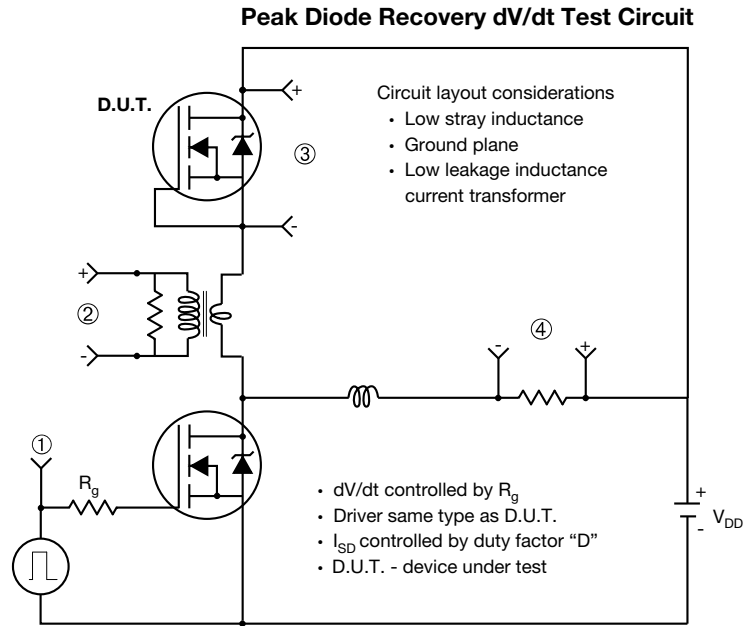 Peak Diode Recovery dV/dt Test Circuit
D.U.T.
+
-
③
Circuit layout considerations
• Low stray inductance
• Ground plane
• Low leakage inductance
current transformer
+
②
-
-
④
+
①
Rg
• dV/dt controlled by Rg
• Driver same type as D.U.T.
• ISD controlled by duty factor “D”
• D.U.T. - device under test
+
-
VDD